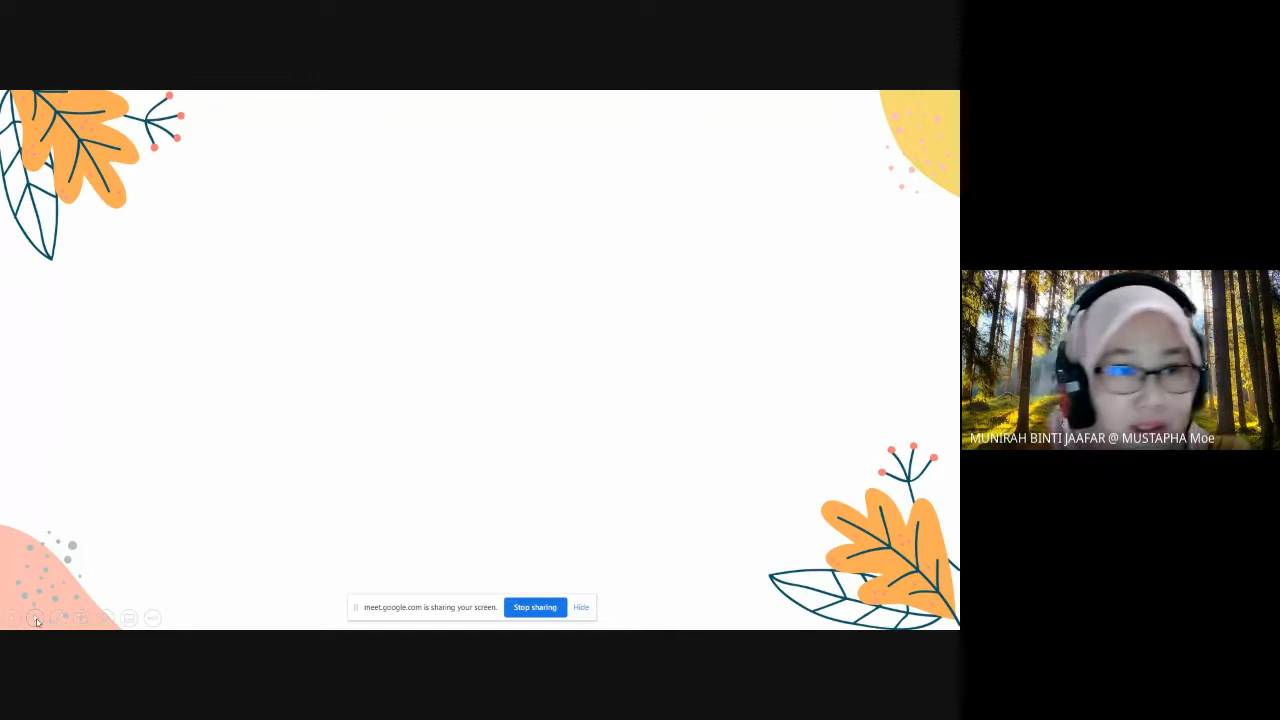 meet.google.com is sharing your screen. Stop sharing Hide
MUNIRAH BINTI JAAFAR @ MUSTAPHA Moe